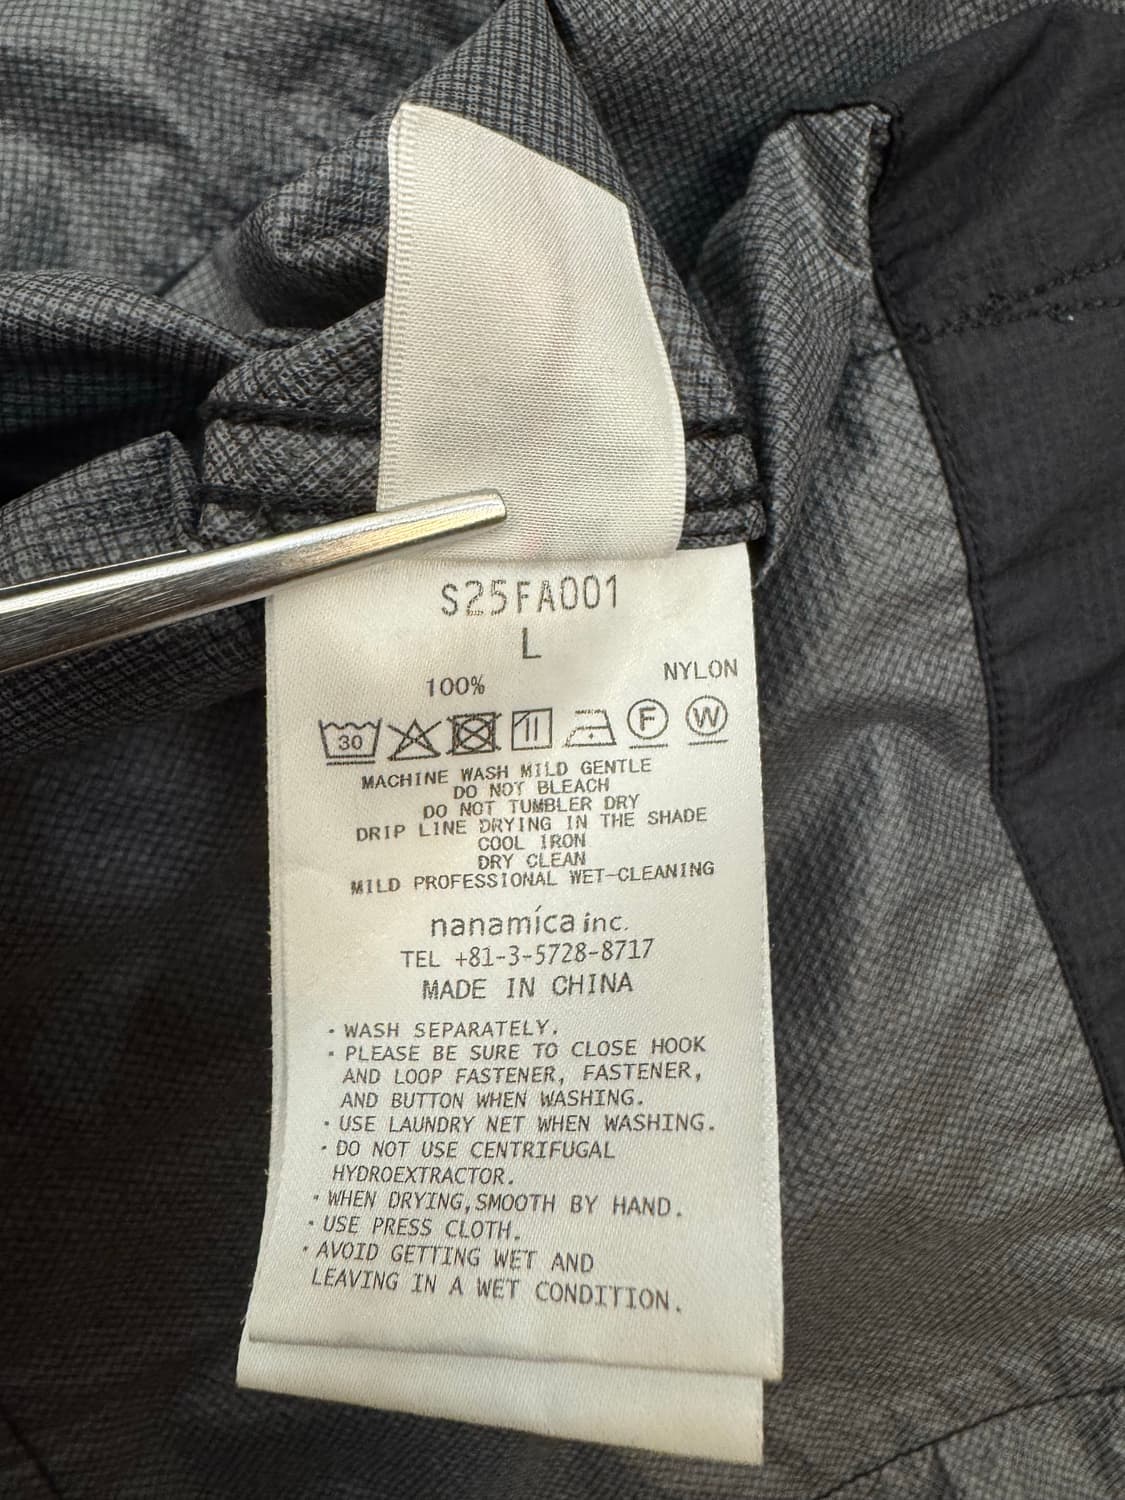 S25FA001
L
100% NYLON
30 F W
MACHINE WASH MILD GENTLE
DO NOT BLEACH
DO NOT TUMBLER DRY
DRIP LINE DRYING IN THE SHADE
COOL IRON
DRY CLEAN
MILD PROFESSIONAL WET-CLEANING
nanamíca inc.
TEL +81-3-5728-8717
MADE IN CHINA
・WASH SEPARATELY.
・PLEASE BE SURE TO CLOSE HOOK
AND LOOP FASTENER, FASTENER,
AND BUTTON WHEN WASHING.
・USE LAUNDRY NET WHEN WASHING.
・DO NOT USE CENTRIFUGAL
HYDROEXTRACTOR.
・WHEN DRYING,SMOOTH BY HAND.
・USE PRESS CLOTH.
・AVOID GETTING WET AND
LEAVING IN A WET CONDITION.